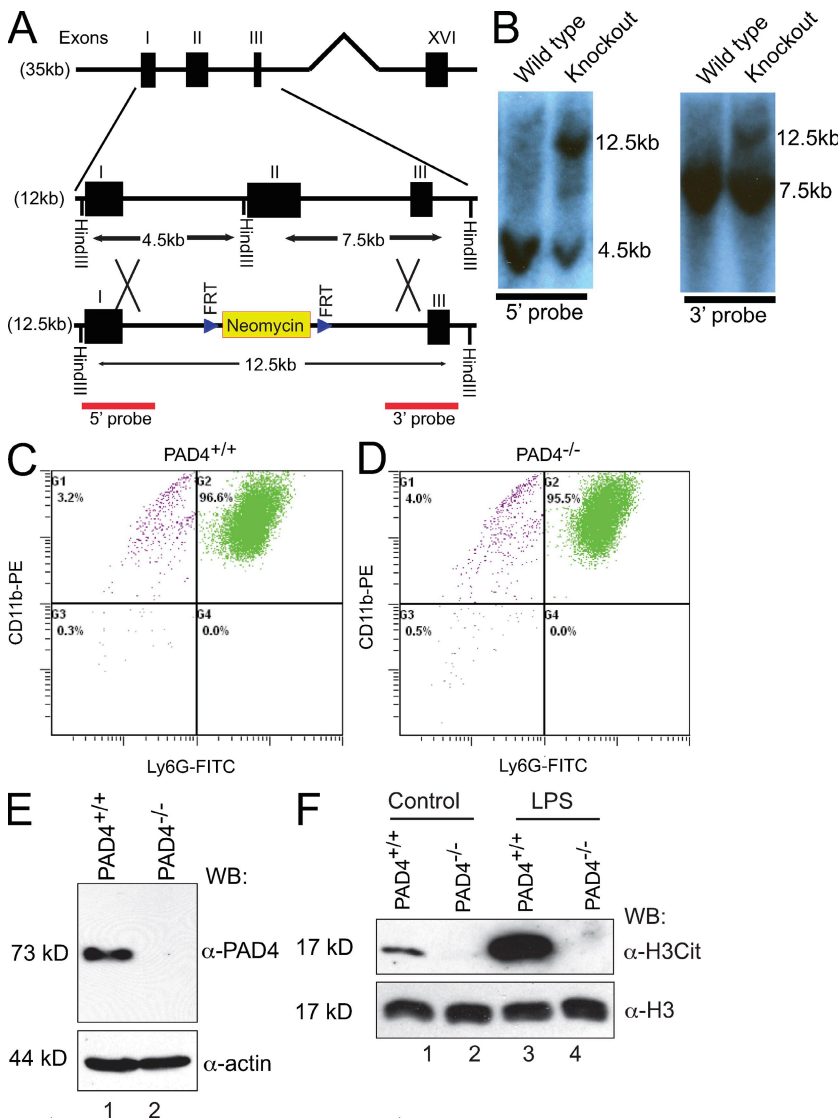 A
Exons I II III XVI
(35kb)
I II III
(12kb)
HindIII HindIII HindIII
4.5kb 7.5kb
I III
FRT FRT
(12.5kb) Neomycin
HindIII HindIII
12.5kb
5' probe 3' probe
B
Wild type Knockout Wild type Knockout
12.5kb 12.5kb
7.5kb
4.5kb
5' probe 3' probe
C PAD4+/+
G1 G2
3.2% 96.6%
G3 G4
0.3% 0.0%
CD11b-PE
Ly6G-FITC
D PAD4-/-
G1 G2
4.0% 95.5%
G3 G4
0.5% 0.0%
CD11b-PE
Ly6G-FITC
E
PAD4+/+ PAD4-/-
WB:
73 kD α-PAD4
44 kD α-actin
1 2
F
Control LPS
PAD4+/+ PAD4-/- PAD4+/+ PAD4-/-
WB:
17 kD α-H3Cit
17 kD α-H3
1 2 3 4